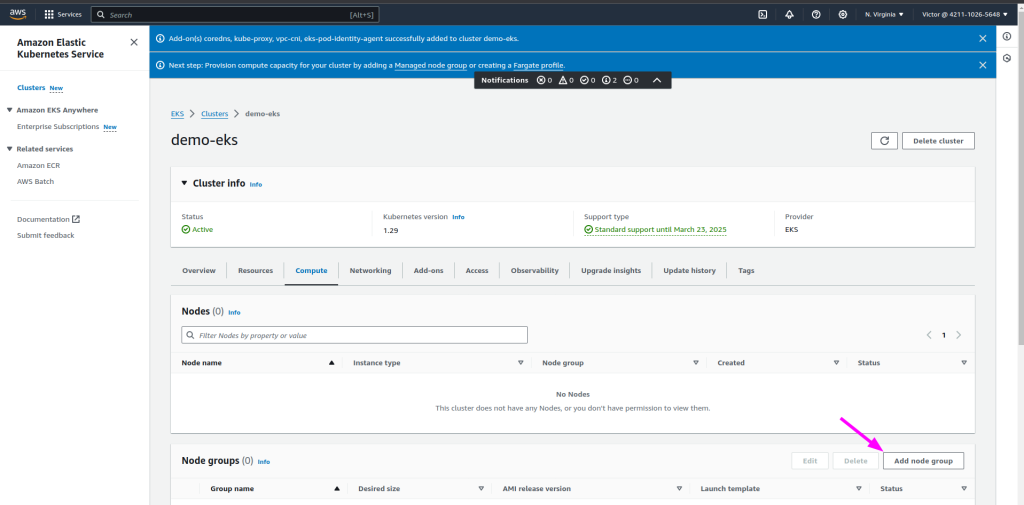 aws Services Search [Alt+S] N. Virginia Victor @ 4211-1026-5648
Amazon Elastic
Kubernetes Service
Clusters New
Amazon EKS Anywhere
Enterprise Subscriptions New
Related services
Amazon ECR
AWS Batch
Documentation
Submit feedback
Add-on(s) coredns, kube-proxy, vpc-cni, eks-pod-identity-agent successfully added to cluster demo-eks.
Next step: Provision compute capacity for your cluster by adding a Managed node group or creating a Fargate profile.
Notifications 0 0 0 2 0
EKS Clusters demo-eks
demo-eks
Delete cluster
Cluster info Info
Status Kubernetes version Info Support type Provider
Active 1.29 Standard support until March 23, 2025 EKS
Overview Resources Compute Networking Add-ons Access Observability Upgrade insights Update history Tags
Nodes (0) Info
Filter Nodes by property or value 1
Node name Instance type Node group Created Status
No Nodes
This cluster does not have any Nodes, or you don't have permission to view them.
Node groups (0) Info Edit Delete Add node group
Group name Desired size AMI release version Launch template Status